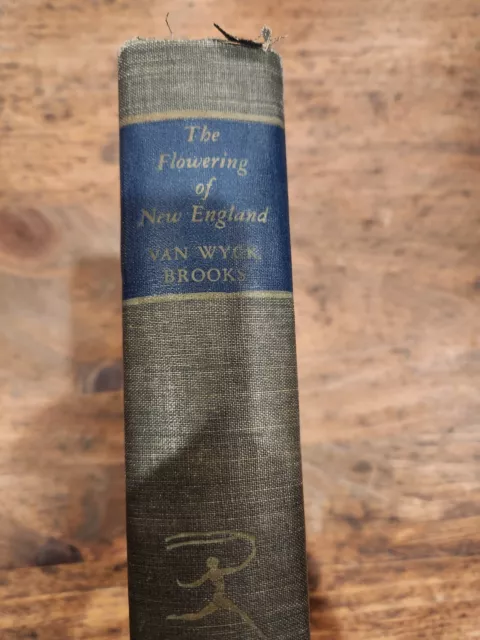 The
Flowering
of
New England
VAN WYCK
BROOKS